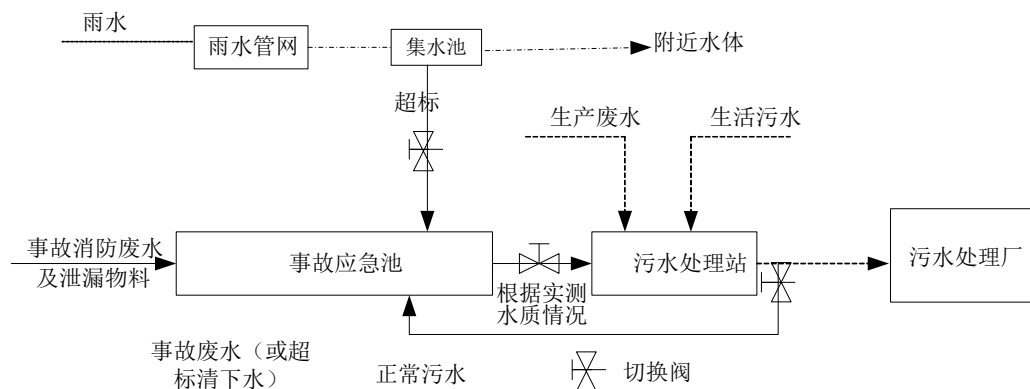 雨水
雨水管网
集水池
附近水体
超标
生产废水
生活污水
事故消防废水
及泄漏物料
事故应急池
污水处理站
污水处理厂
根据实测
水质情况
事故废水（或超
标清下水）
正常污水
切换阀